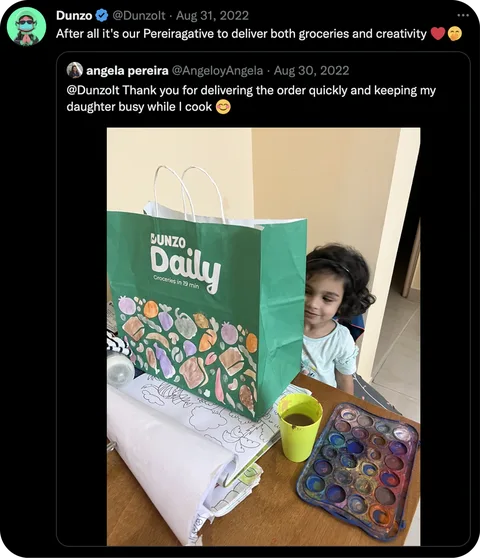 Dunzo @DunzoIt · Aug 31, 2022
After all it's our Pereiragative to deliver both groceries and creativity ❤️🤭
angela pereira @AngeloyAngela · Aug 30, 2022
@DunzoIt Thank you for delivering the order quickly and keeping my
daughter busy while I cook 😊
DUNZO
Daily
Groceries in 19 min